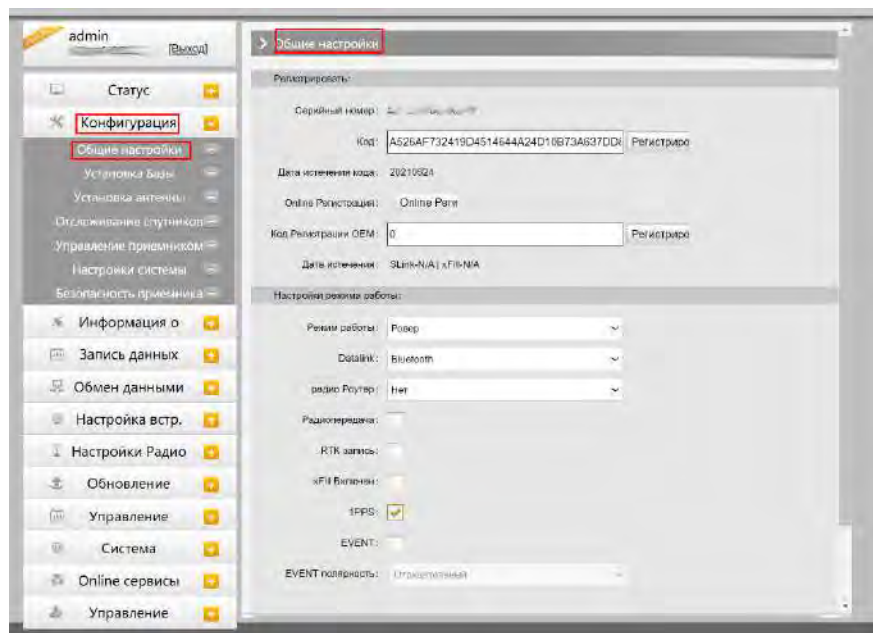 admin
[Выход]
Статус
Конфигурация
Общие настройки
Установка Базы
Установка антенны
Отслеживание спутников
Управление приемником
Настройки системы
Безопасность приемника
Информация о
Запись данных
Обмен данными
Настройка встр.
Настройки Радио
Обновление
Управление
Система
Online сервисы
Управление
Общие настройки
Регистрировать:
Серийный номер:
Код: A526AF732419D4514644A24D10B73A637DD Регистриро
Дата истечения кода: 20210624
Online Регистрация: Online Реги
Код Регистрации OEM: 0 Регистриро
Дата истечения: SLink-N/A| xFill-N/A
Настройки режима работы:
Режим работы: Ровер
Datalink: Bluetooth
радио Роутер: Нет
Радиопередача:
RTK запись:
xFill Включен:
1PPS:
EVENT:
EVENT полярность: Отрицательный